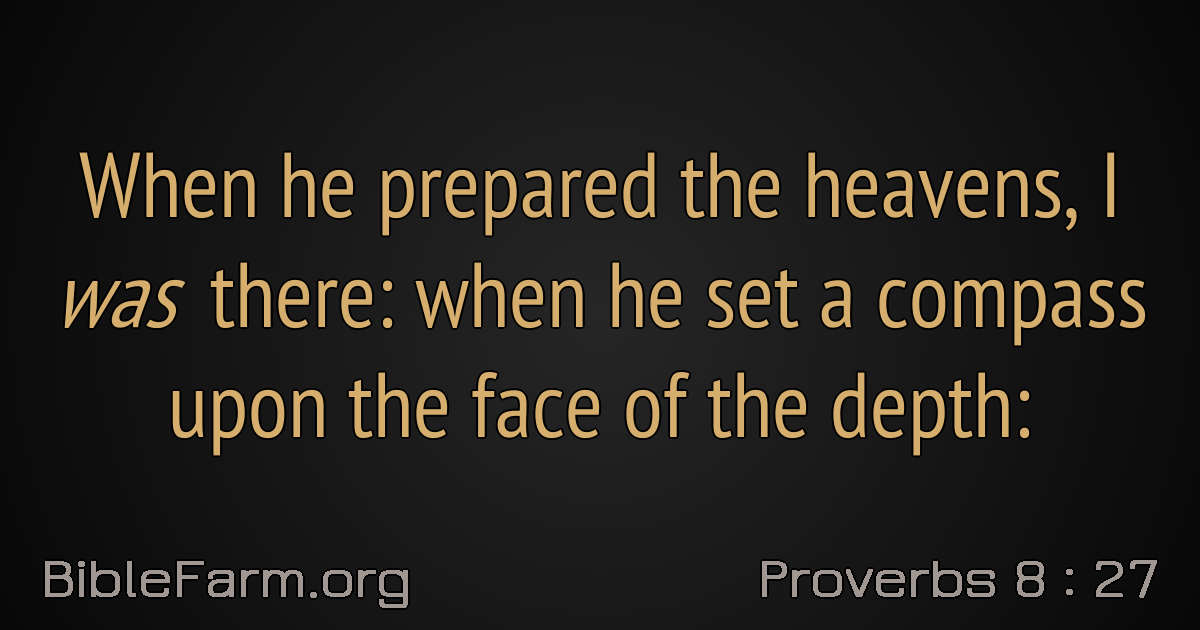 When he prepared the heavens, I
was there: when he set a compass
upon the face of the depth:
BibleFarm.org
Proverbs 8 : 27